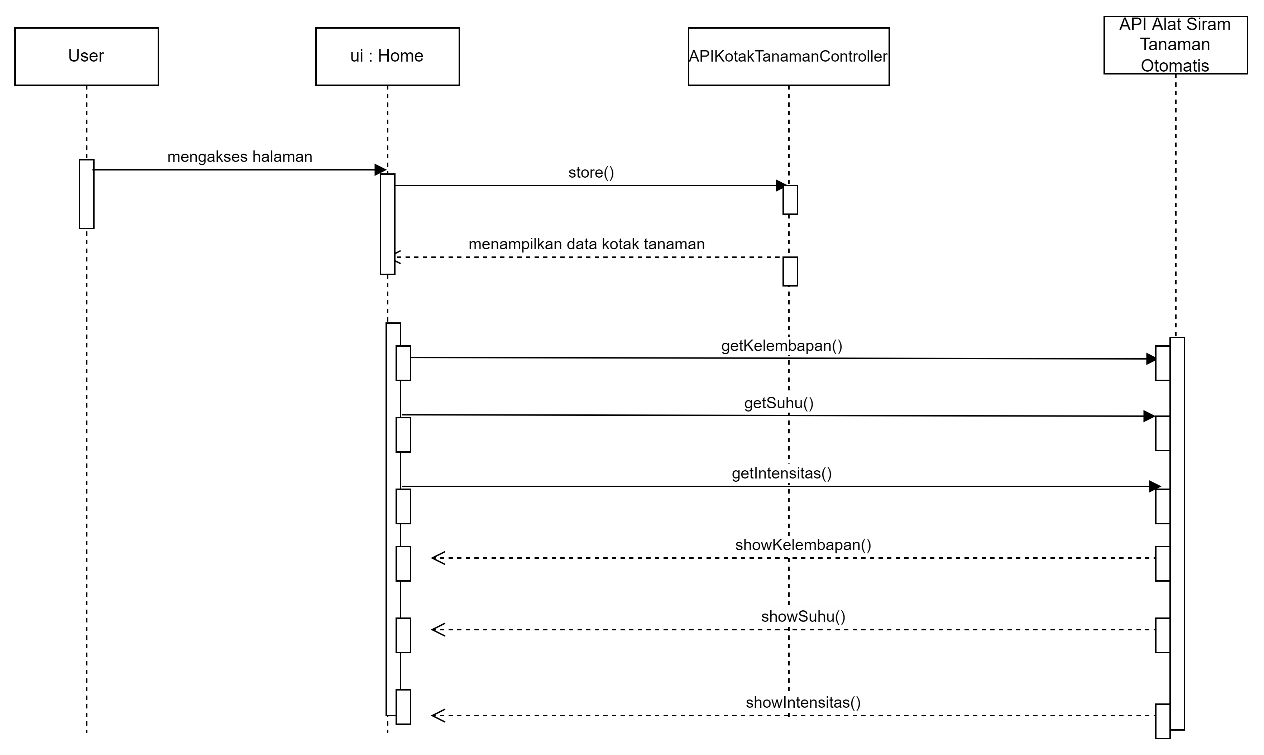 User
ui : Home
APIKotakTanamanController
API Alat Siram
Tanaman
Otomatis
mengakses halaman
store()
menampilkan data kotak tanaman
getKelembapan()
getSuhu()
getIntensitas()
showKelembapan()
showSuhu()
showIntensitas()